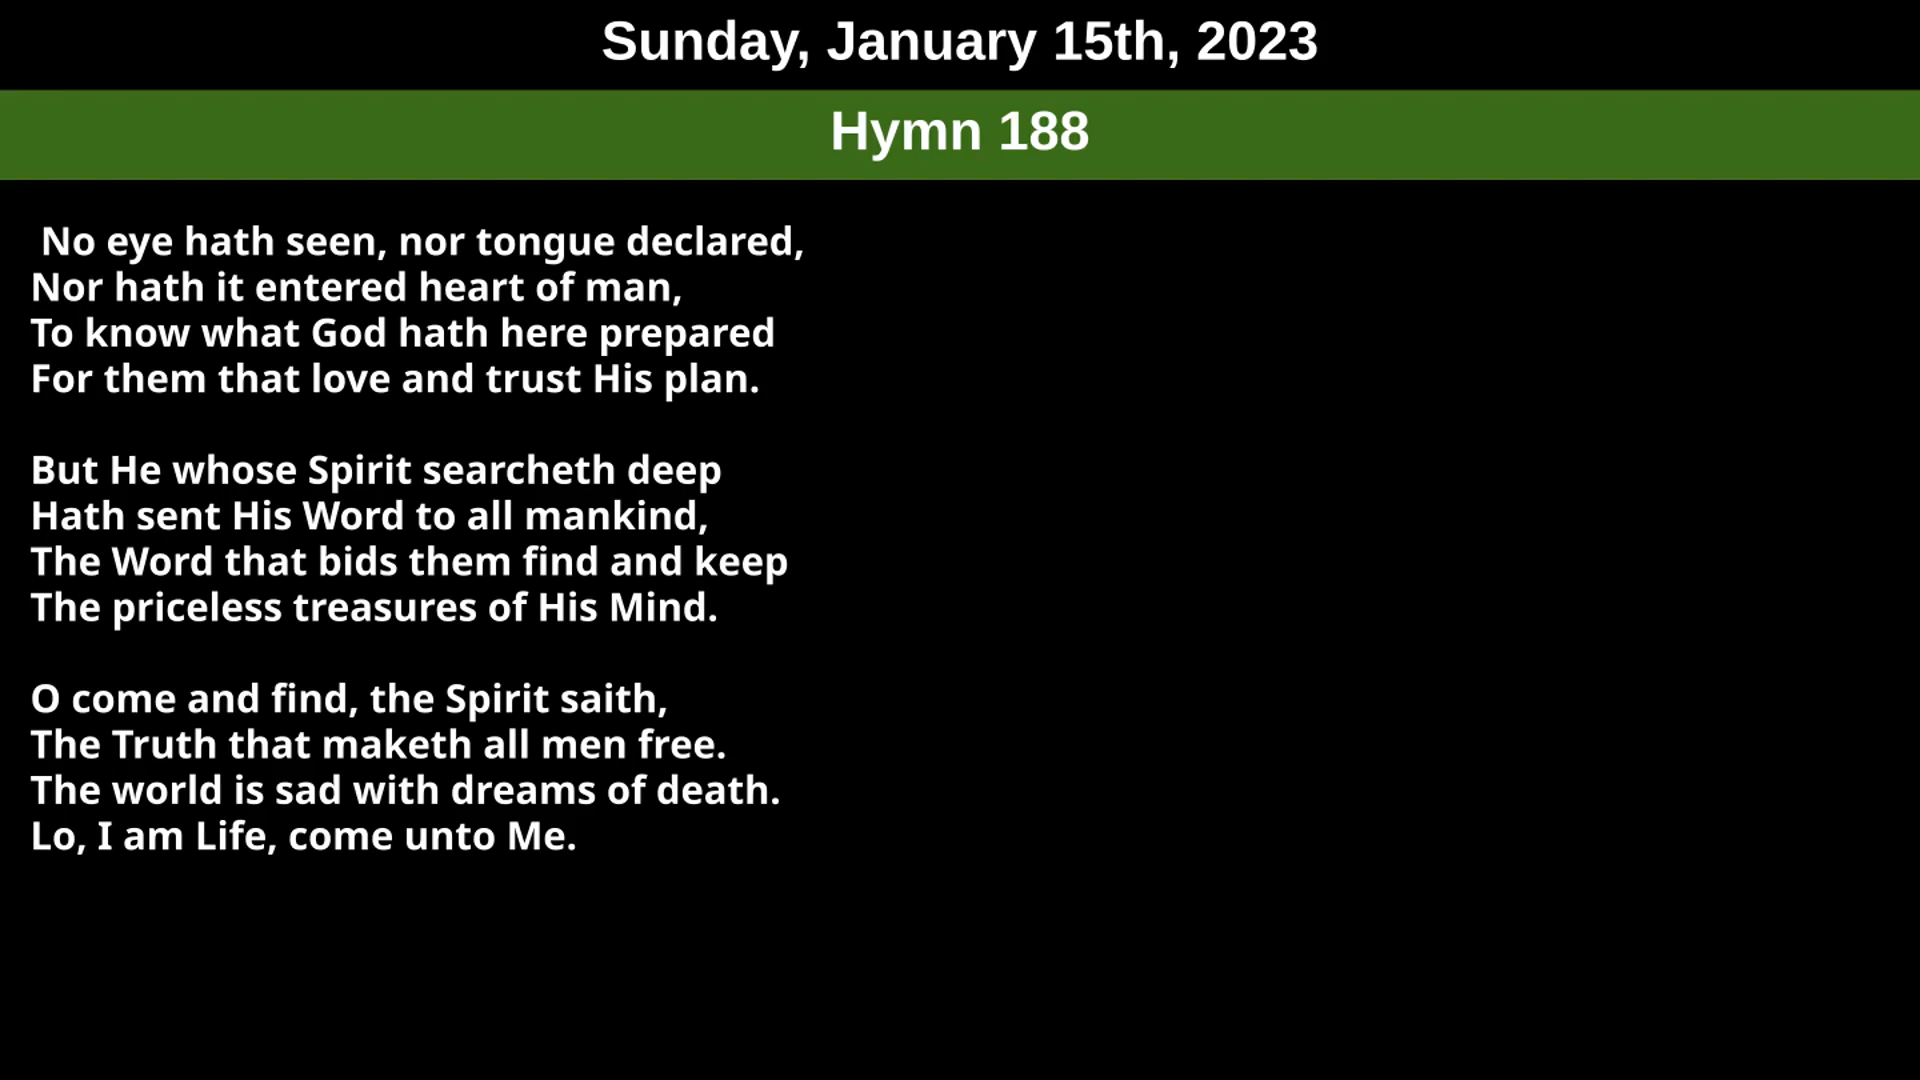 Sunday, January 15th, 2023
Hymn 188
No eye hath seen, nor tongue declared,
Nor hath it entered heart of man,
To know what God hath here prepared
For them that love and trust His plan.
But He whose Spirit searcheth deep
Hath sent His Word to all mankind,
The Word that bids them find and keep
The priceless treasures of His Mind.
O come and find, the Spirit saith,
The Truth that maketh all men free.
The world is sad with dreams of death.
Lo, I am Life, come unto Me.